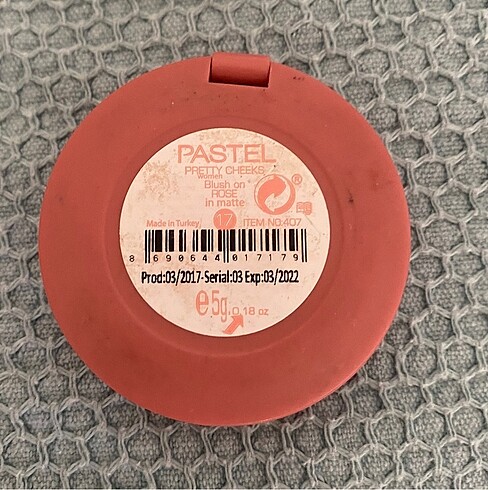 PASTEL
PRETTY CHEEKS
Women
Blush on
ROSE
in matte
®
Made in Turkey 17 ITEM NO:407
8 690644 017179
Prod:03/2017-Serial:03 Exp:03/2022
e 5g. 0.18 oz